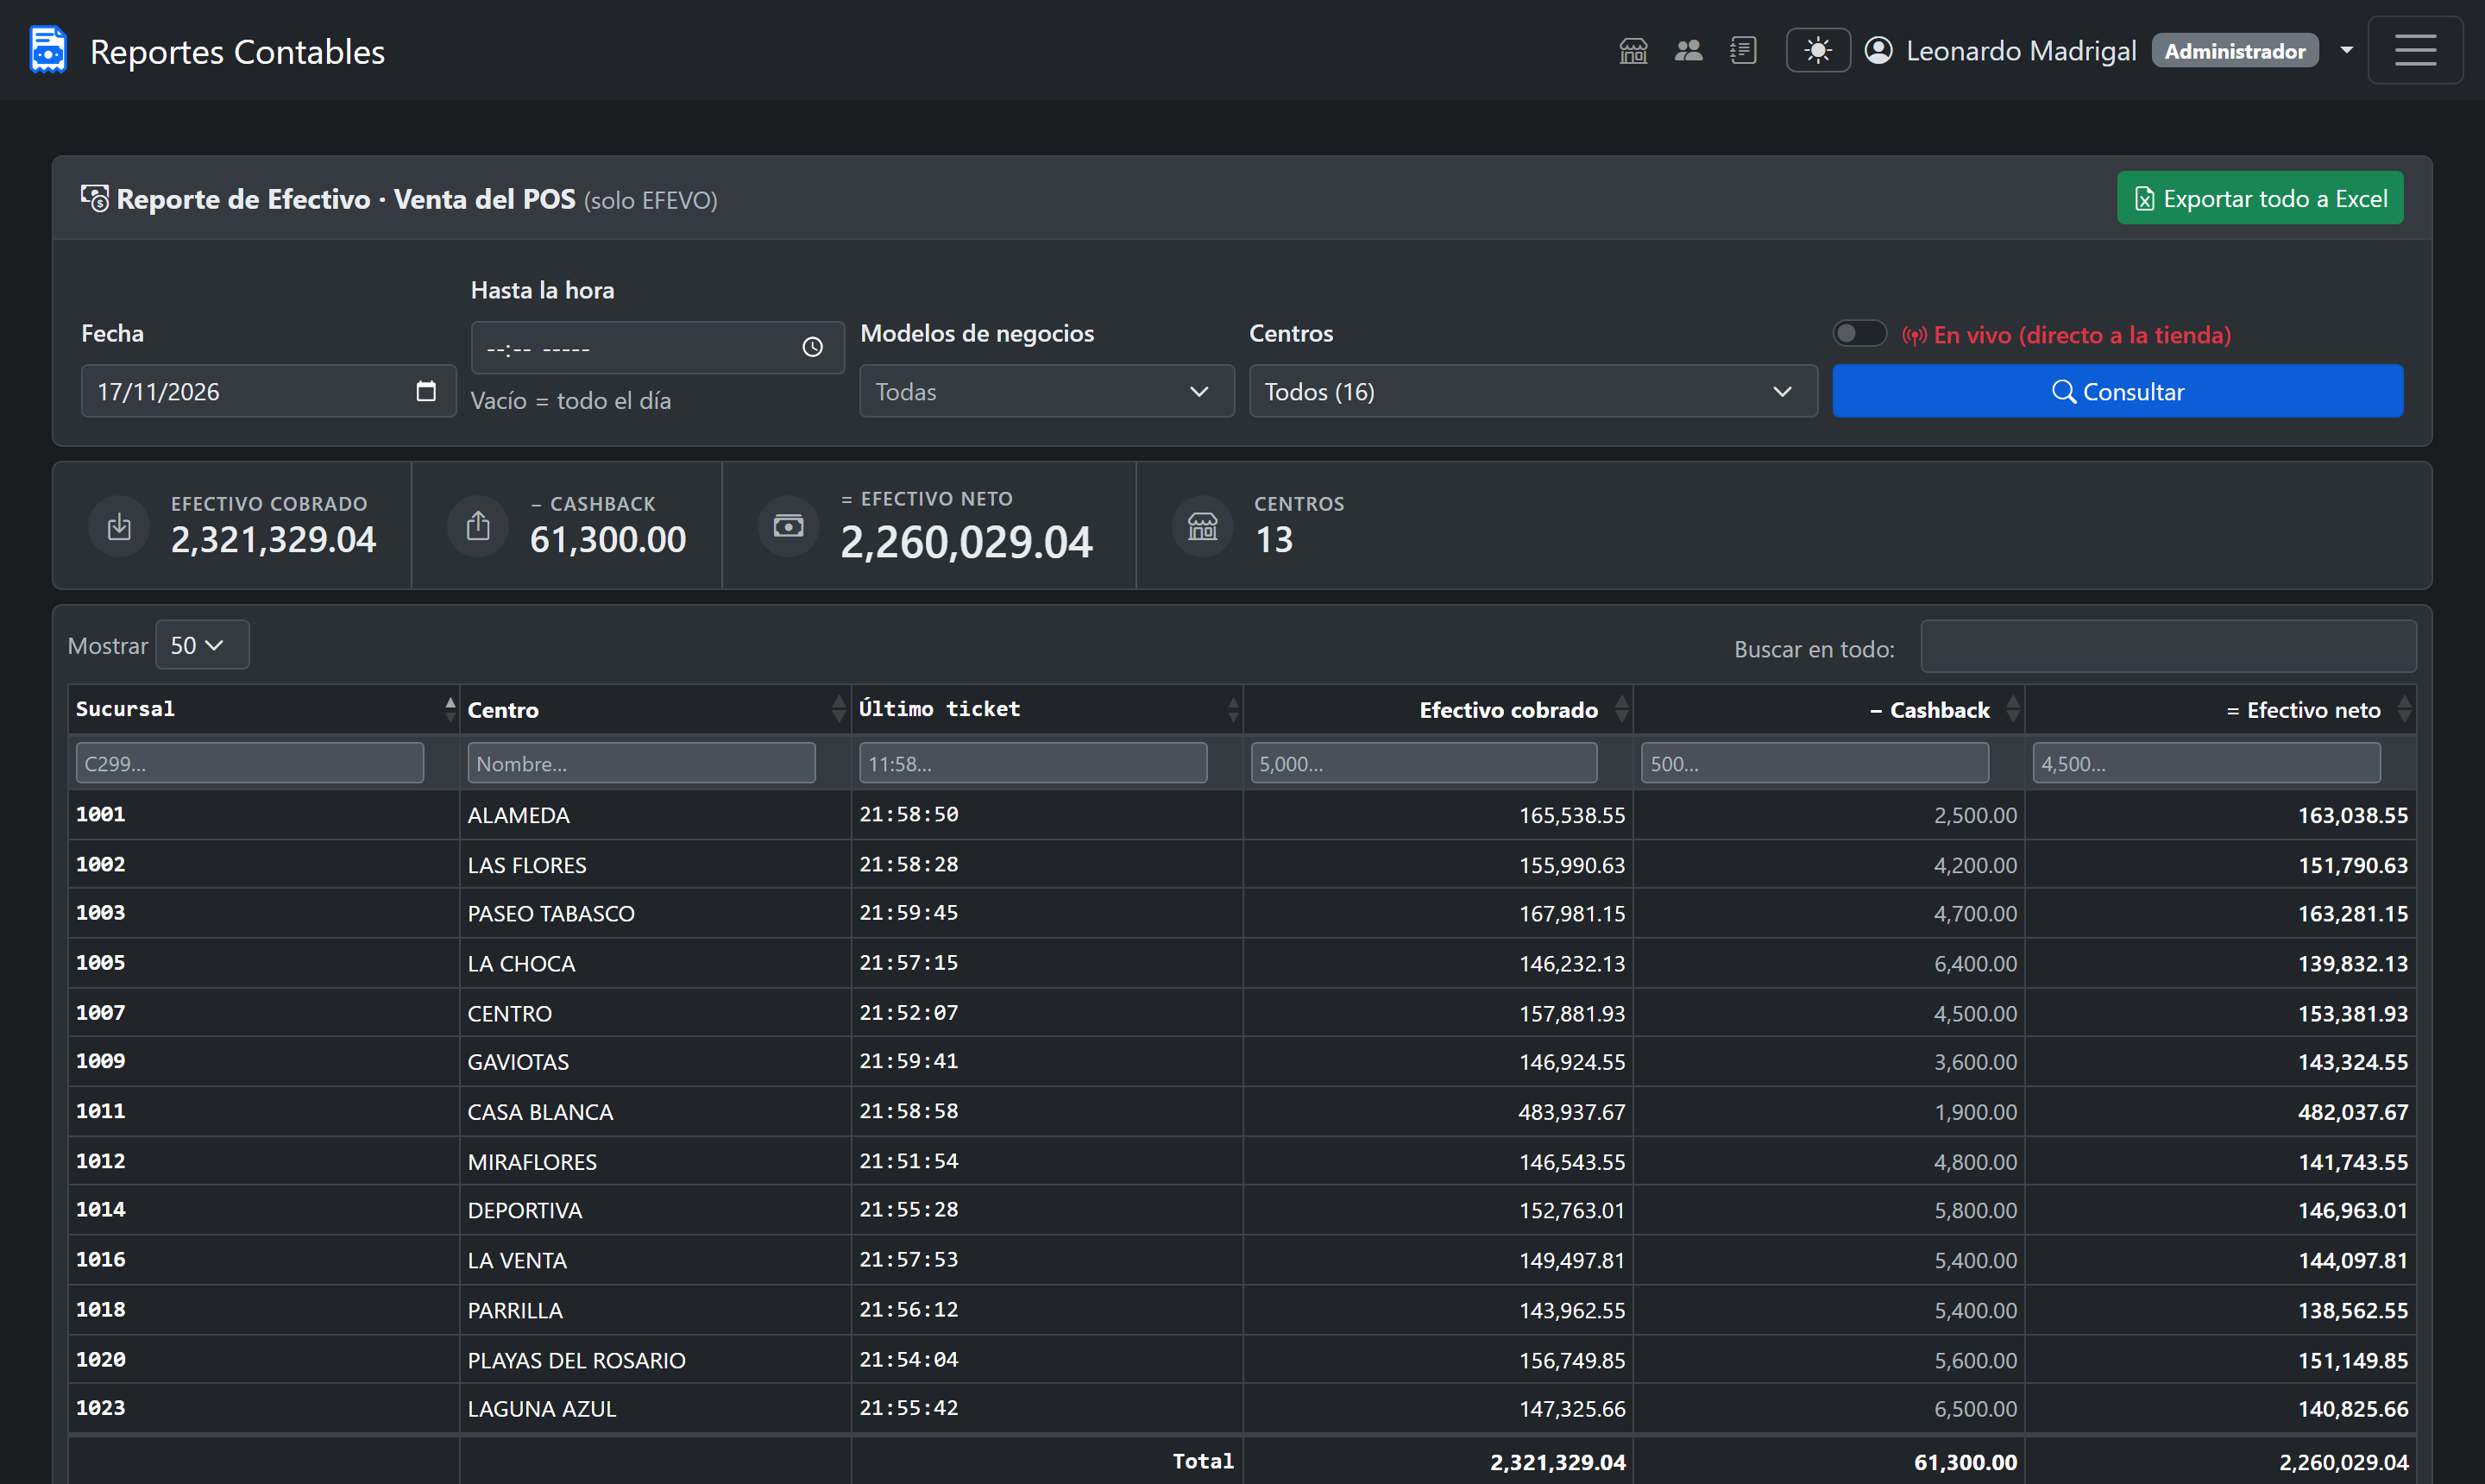 Reportes Contables
Leonardo Madrigal Administrador
Reporte de Efectivo · Venta del POS (solo EFEVO)
Exportar todo a Excel
Fecha
17/11/2026
Hasta la hora
--:-- -----
Vacío = todo el día
Modelos de negocios
Todas
Centros
Todos (16)
En vivo (directo a la tienda)
Consultar
EFECTIVO COBRADO
2,321,329.04
− CASHBACK
61,300.00
= EFECTIVO NETO
2,260,029.04
CENTROS
13
Mostrar 50
Buscar en todo:
Sucursal Centro Último ticket Efectivo cobrado − Cashback = Efectivo neto
C299... Nombre... 11:58... 5,000... 500... 4,500...
1001 ALAMEDA 21:58:50 165,538.55 2,500.00 163,038.55
1002 LAS FLORES 21:58:28 155,990.63 4,200.00 151,790.63
1003 PASEO TABASCO 21:59:45 167,981.15 4,700.00 163,281.15
1005 LA CHOCA 21:57:15 146,232.13 6,400.00 139,832.13
1007 CENTRO 21:52:07 157,881.93 4,500.00 153,381.93
1009 GAVIOTAS 21:59:41 146,924.55 3,600.00 143,324.55
1011 CASA BLANCA 21:58:58 483,937.67 1,900.00 482,037.67
1012 MIRAFLORES 21:51:54 146,543.55 4,800.00 141,743.55
1014 DEPORTIVA 21:55:28 152,763.01 5,800.00 146,963.01
1016 LA VENTA 21:57:53 149,497.81 5,400.00 144,097.81
1018 PARRILLA 21:56:12 143,962.55 5,400.00 138,562.55
1020 PLAYAS DEL ROSARIO 21:54:04 156,749.85 5,600.00 151,149.85
1023 LAGUNA AZUL 21:55:42 147,325.66 6,500.00 140,825.66
Total 2,321,329.04 61,300.00 2,260,029.04